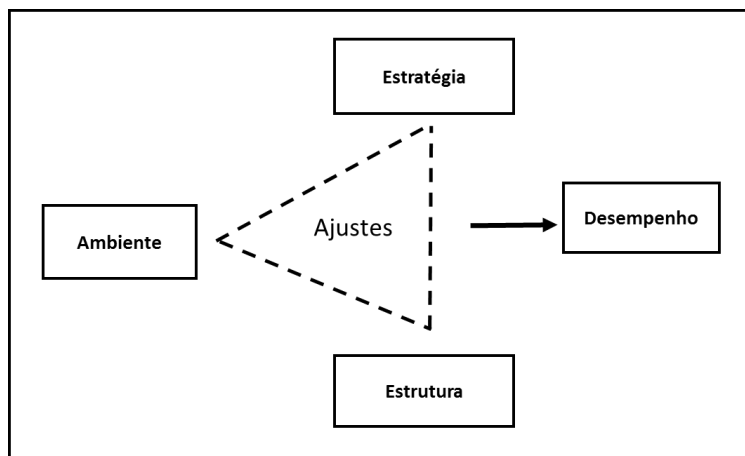 Estratégia
Ambiente
Ajustes
Desempenho
Estrutura